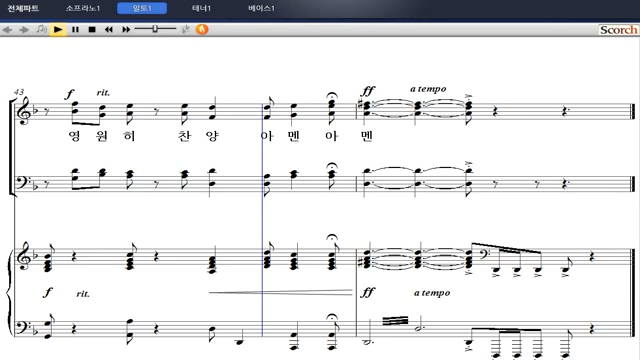 전체파트 소프라노1 알토1 테너1 베이스1
Scorch
43 f rit. ff a tempo
영 원 히 찬 양 아 멘 아 멘
f rit. ff a tempo